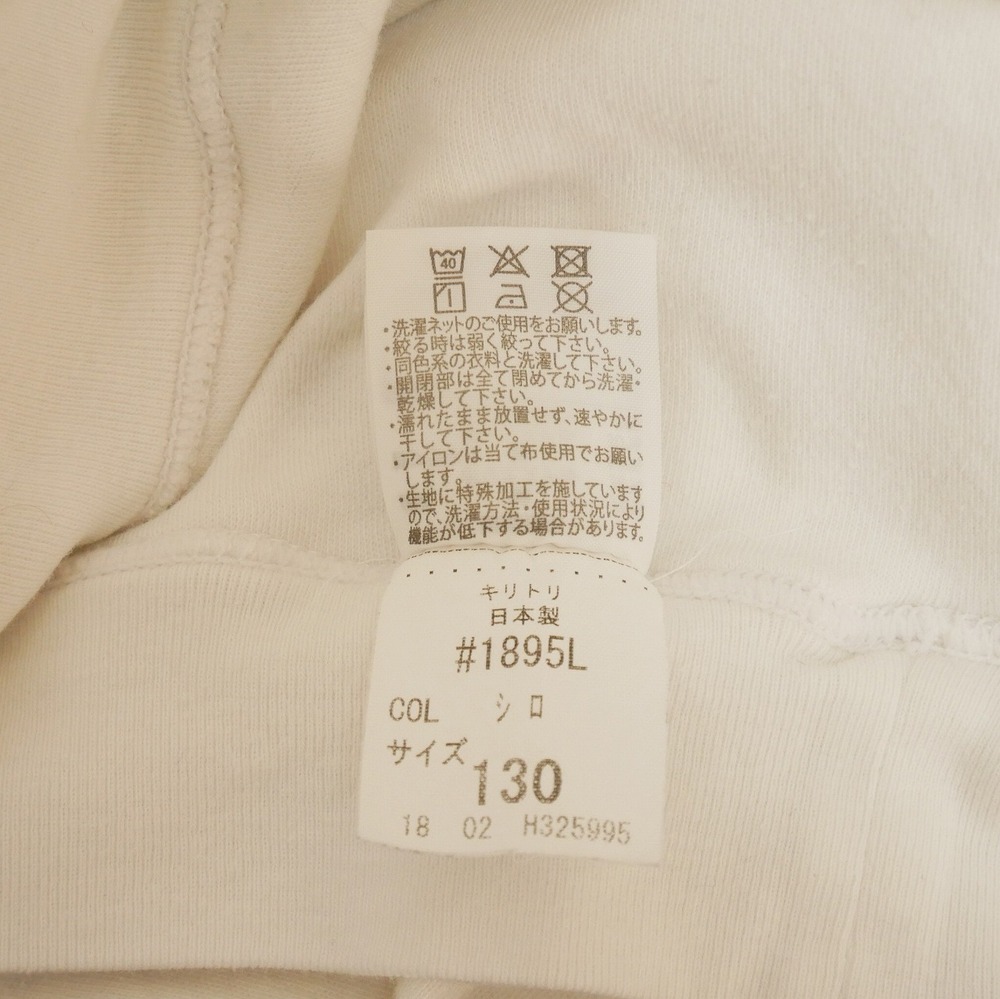 40
・洗濯ネットのご使用をお願いします。
・絞る時は弱く絞って下さい。
・同色系の衣料と洗濯して下さい。
・開閉部は全て閉めてから洗濯・
乾燥して下さい。
・濡れたまま放置せず、速やかに
干して下さい。
・アイロンは当て布使用でお願い
します。
・生地に特殊加工を施しています
ので、洗濯方法・使用状況により
機能が低下する場合があります。
キリトリ
日本製
#1895L
COL シロ
サイズ 130
18 02 H325995